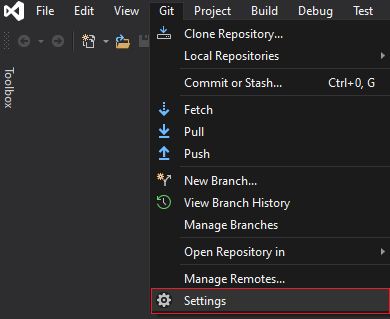 File Edit View Git Project Build Debug Test
Toolbox
Clone Repository...
Local Repositories
Commit or Stash... Ctrl+0, G
Fetch
Pull
Push
New Branch...
View Branch History
Manage Branches
Open Repository in
Manage Remotes...
Settings